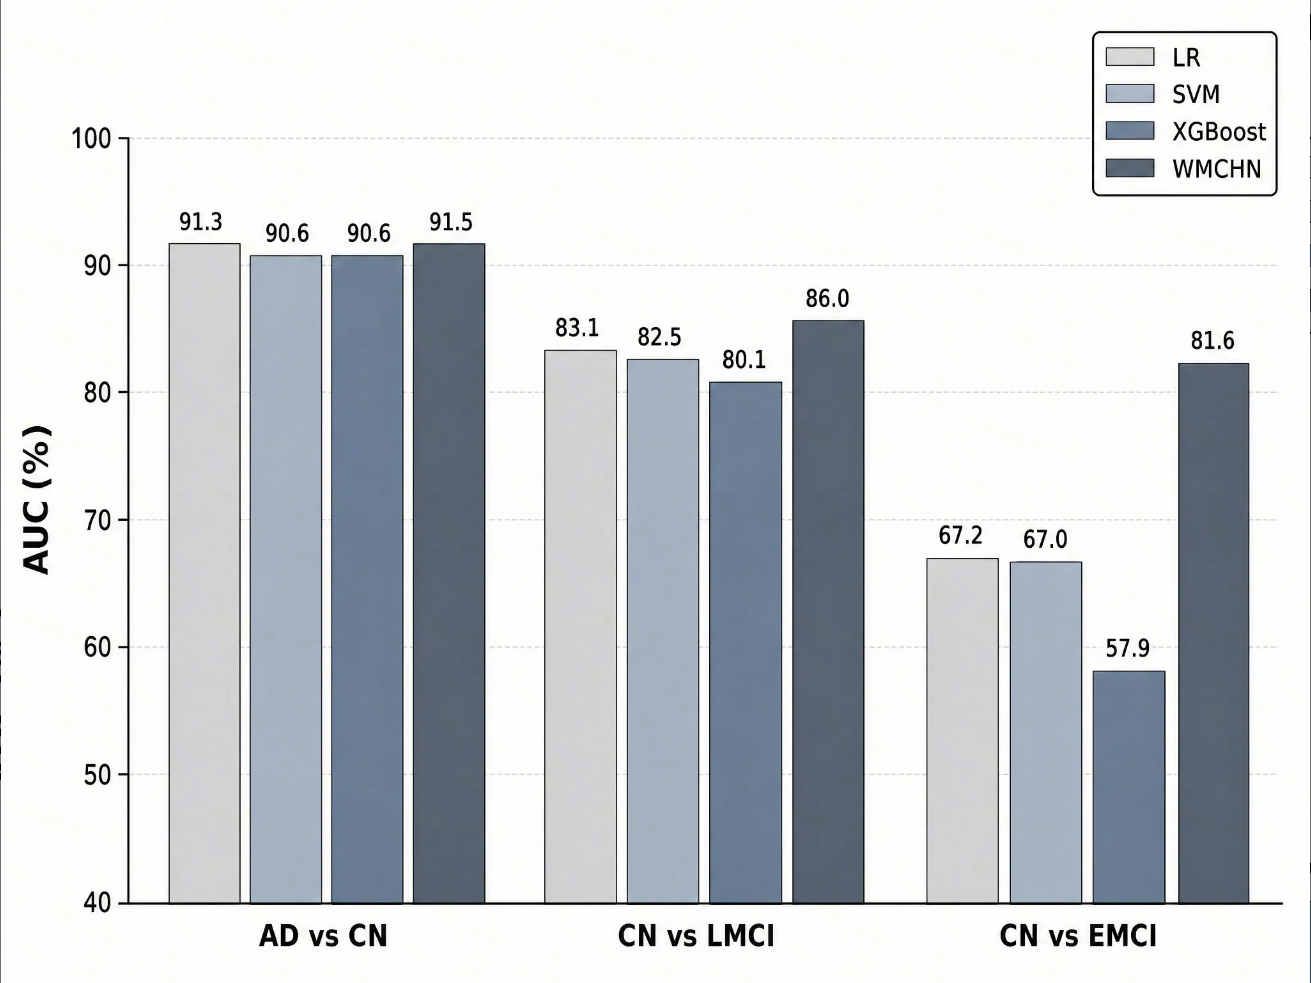 LR
SVM
XGBoost
WMCHN
100
90
80
70
60
50
40
AUC (%)
91.3
90.6
90.6
91.5
83.1
82.5
80.1
86.0
67.2
67.0
57.9
81.6
AD vs CN
CN vs LMCI
CN vs EMCI